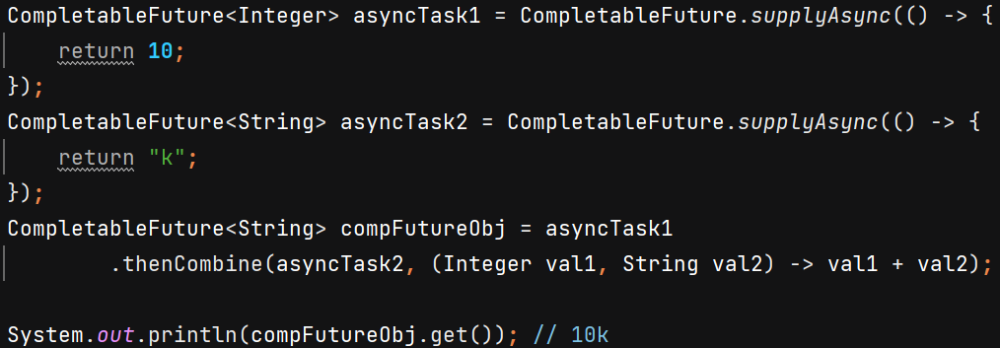 CompletableFuture<Integer> asyncTask1 = CompletableFuture.supplyAsync(() -> {
    return 10;
});
CompletableFuture<String> asyncTask2 = CompletableFuture.supplyAsync(() -> {
    return "k";
});
CompletableFuture<String> compFutureObj = asyncTask1
        .thenCombine(asyncTask2, (Integer val1, String val2) -> val1 + val2);
System.out.println(compFutureObj.get()); // 10k